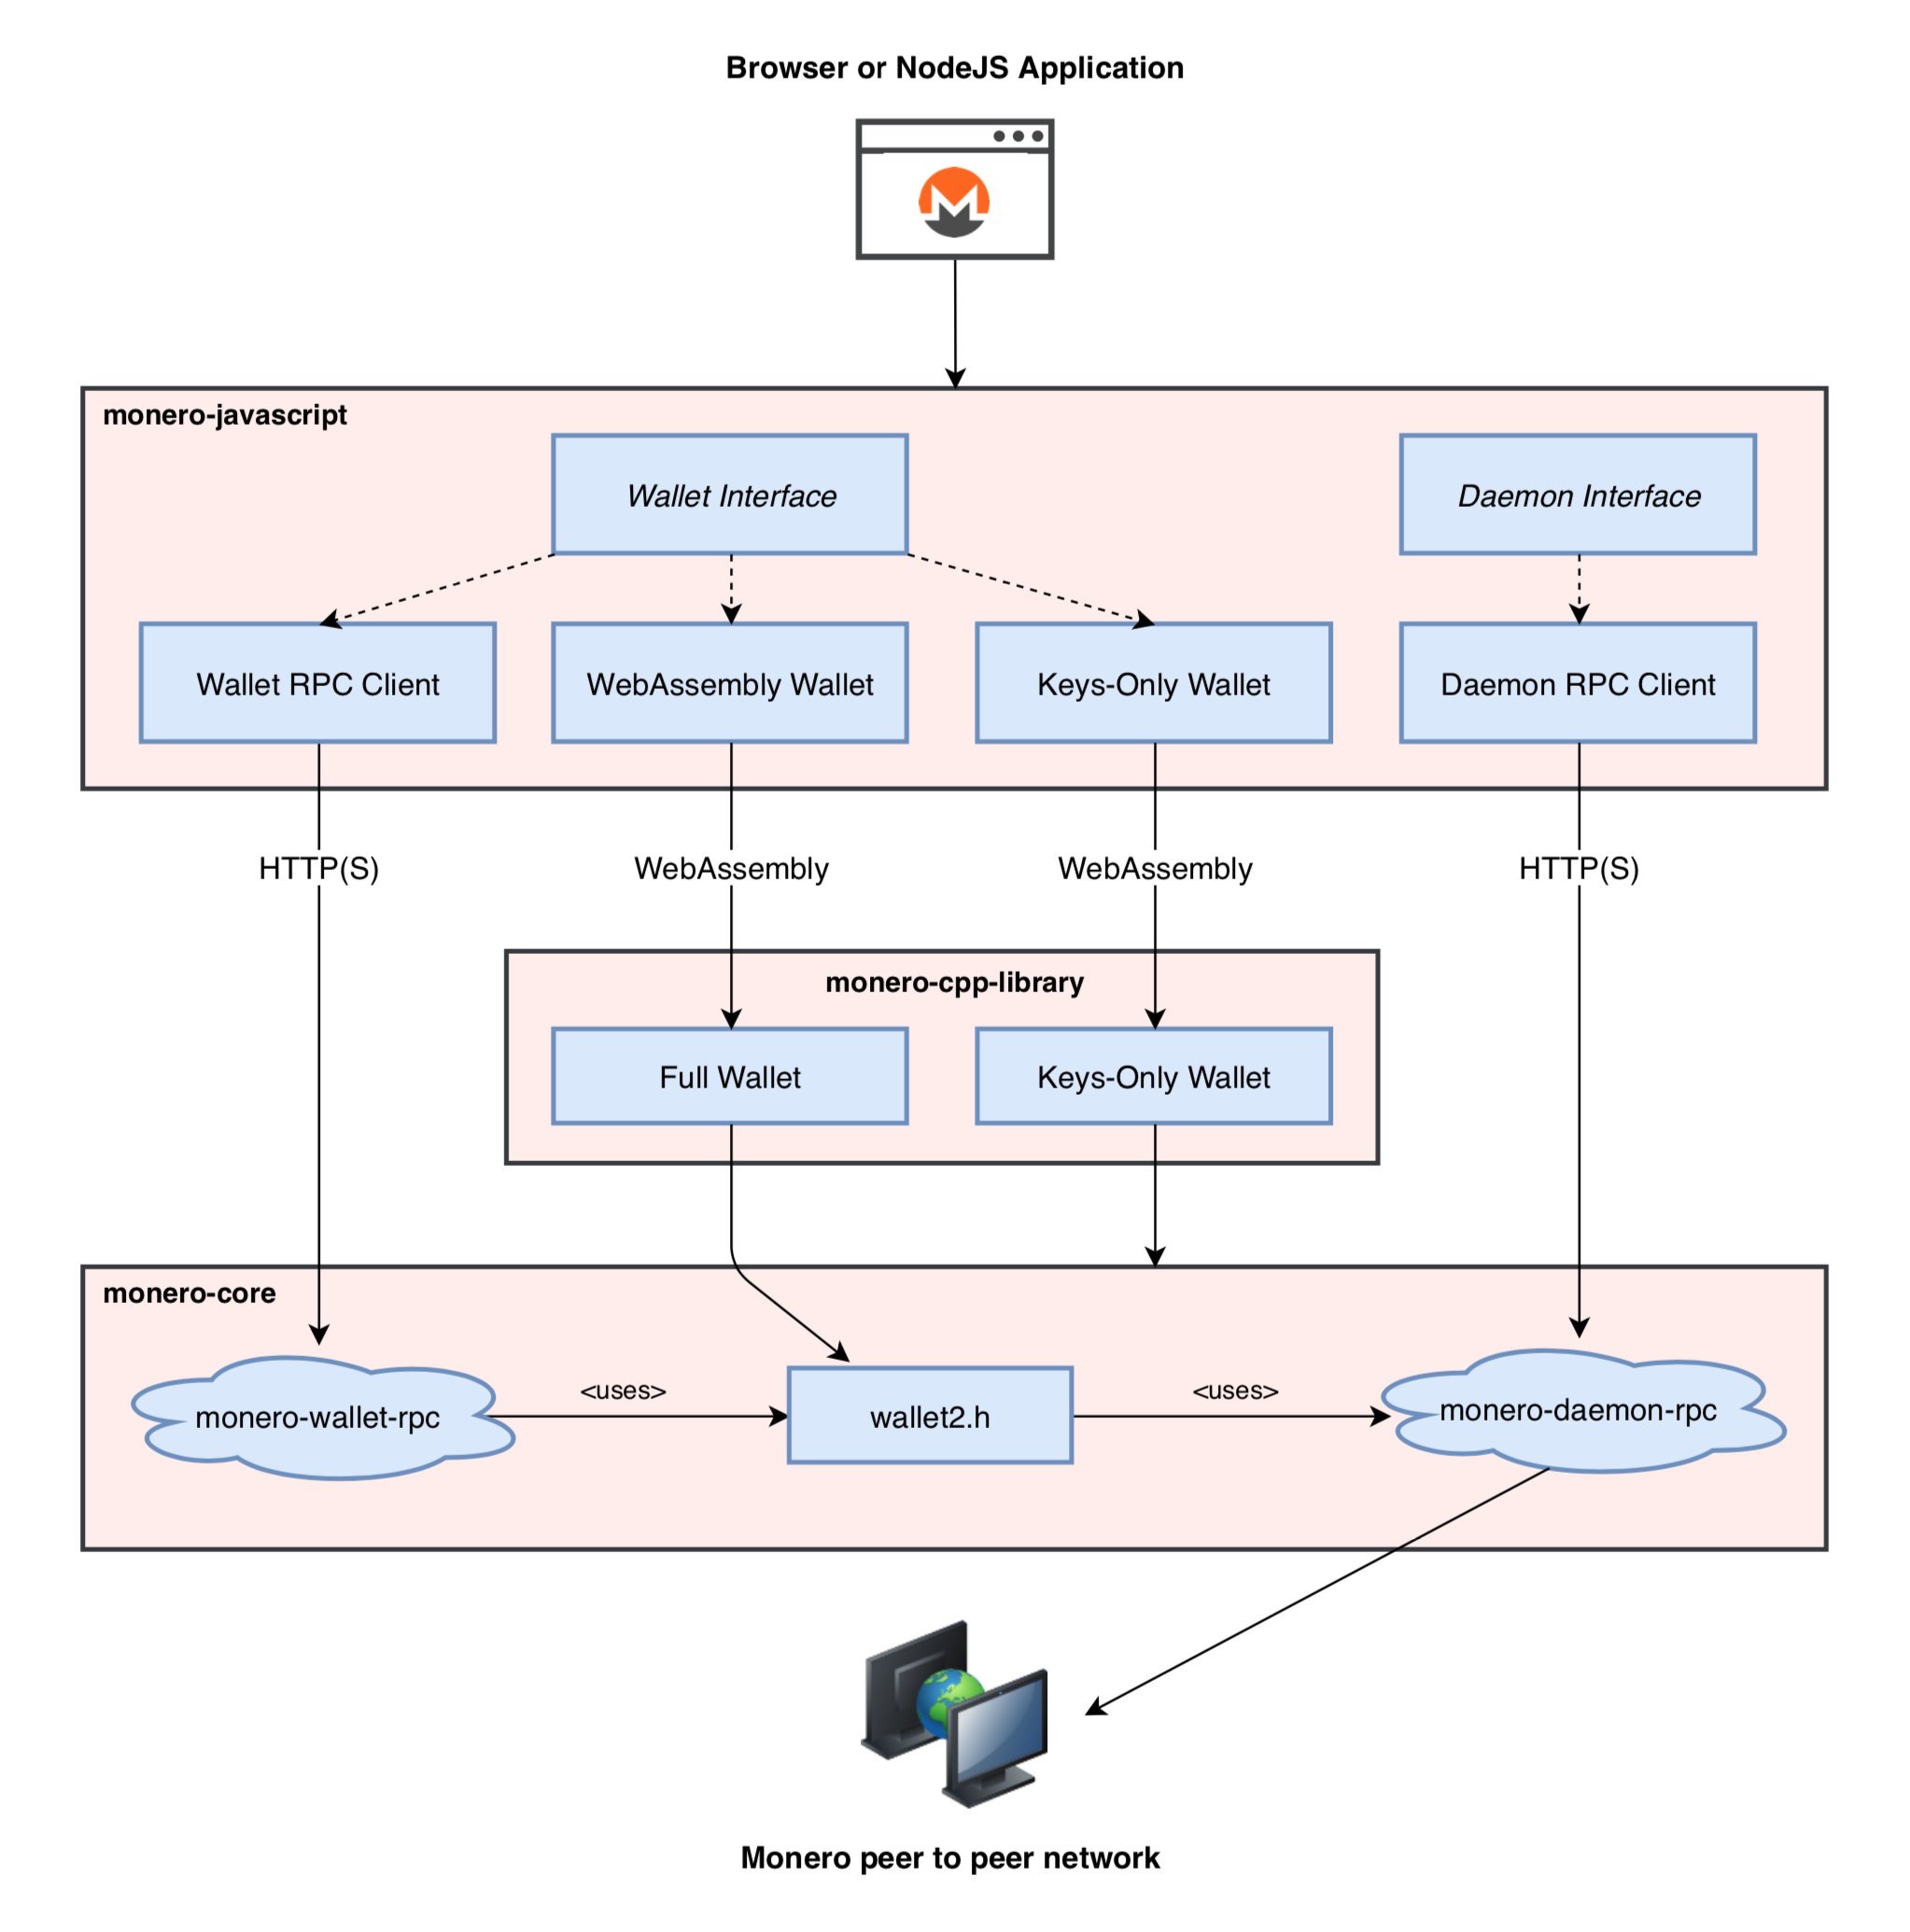 Browser or NodeJS Application
monero-javascript
Wallet Interface
Daemon Interface
Wallet RPC Client
WebAssembly Wallet
Keys-Only Wallet
Daemon RPC Client
HTTP(S)
WebAssembly
WebAssembly
HTTP(S)
monero-cpp-library
Full Wallet
Keys-Only Wallet
monero-core
monero-wallet-rpc
<uses>
wallet2.h
<uses>
monero-daemon-rpc
Monero peer to peer network